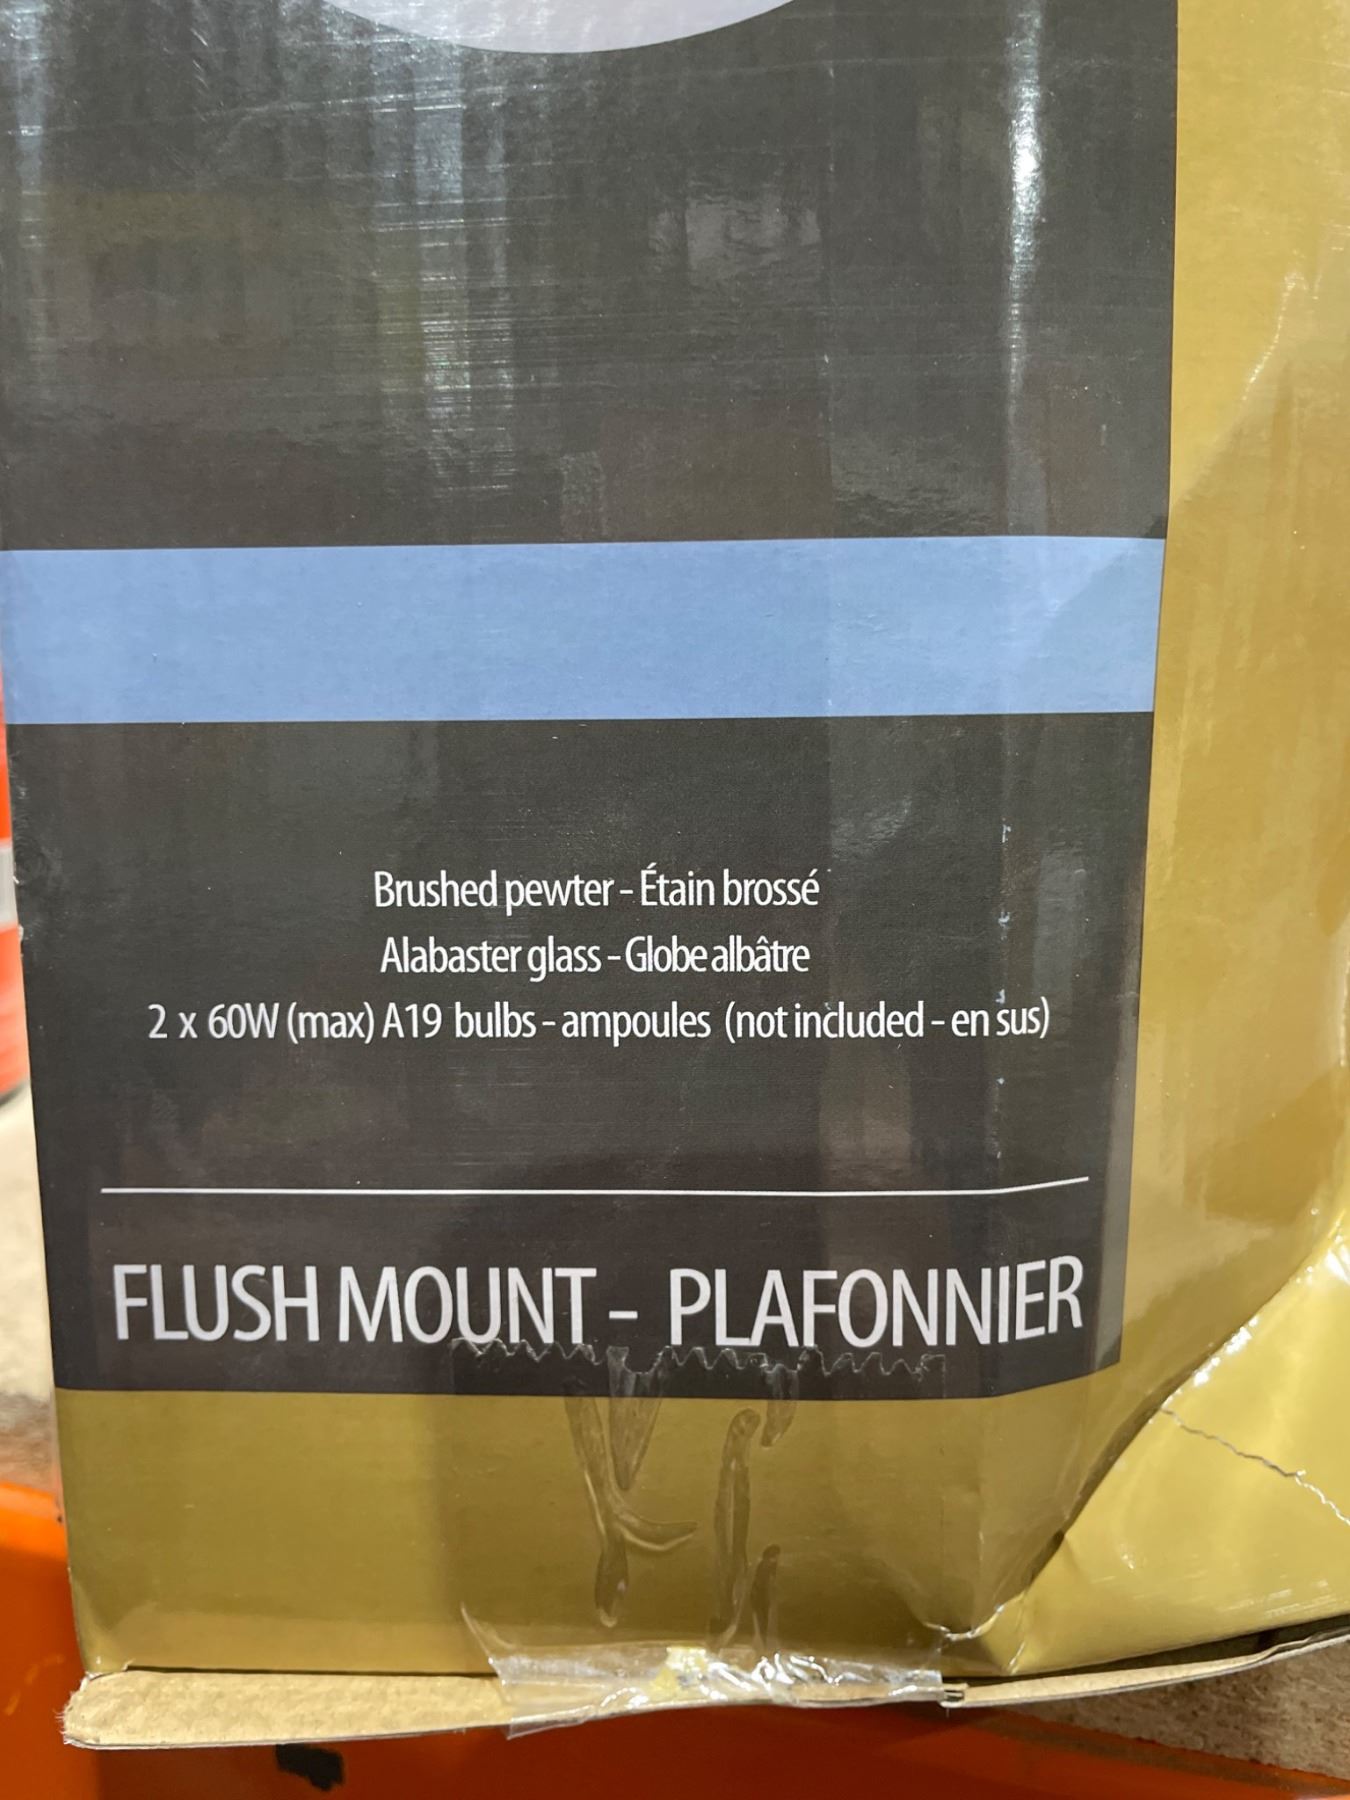 Brushed pewter - Étain brossé
Alabaster glass - Globe albâtre
2 x 60W (max) A19 bulbs - ampoules (not included - en sus)
FLUSH MOUNT - PLAFONNIER